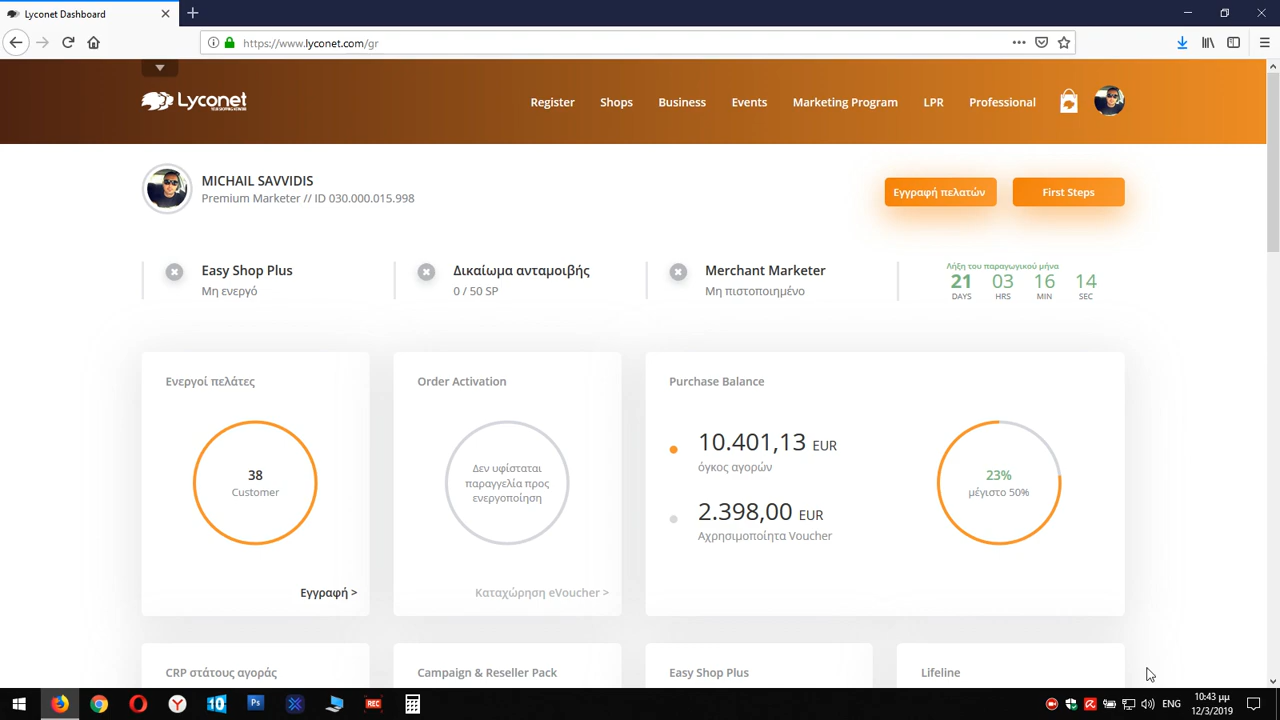 Lyconet Dashboard
https://www.lyconet.com/gr
Lyconet
Register Shops Business Events Marketing Program LPR Professional
MICHAIL SAVVIDIS
Premium Marketer // ID 030.000.015.998
Εγγραφή πελατών
First Steps
Easy Shop Plus
Μη ενεργό
Δικαίωμα ανταμοιβής
0 / 50 SP
Merchant Marketer
Μη πιστοποιημένο
Λήξη του παραγωγικού μήνα
21 03 16 14
DAYS HRS MIN SEC
Ενεργοί πελάτες
38
Customer
Εγγραφή >
Order Activation
Δεν υφίσταται
παραγγελία προς
ενεργοποίηση
Καταχώρηση eVoucher >
Purchase Balance
10.401,13 EUR
όγκος αγορών
2.398,00 EUR
Αχρησιμοποίητα Voucher
23%
μέγιστο 50%
CRP στάτους αγοράς
Campaign & Reseller Pack
Easy Shop Plus
Lifeline
10
Ps
REC
ENG
10:43 μμ
12/3/2019